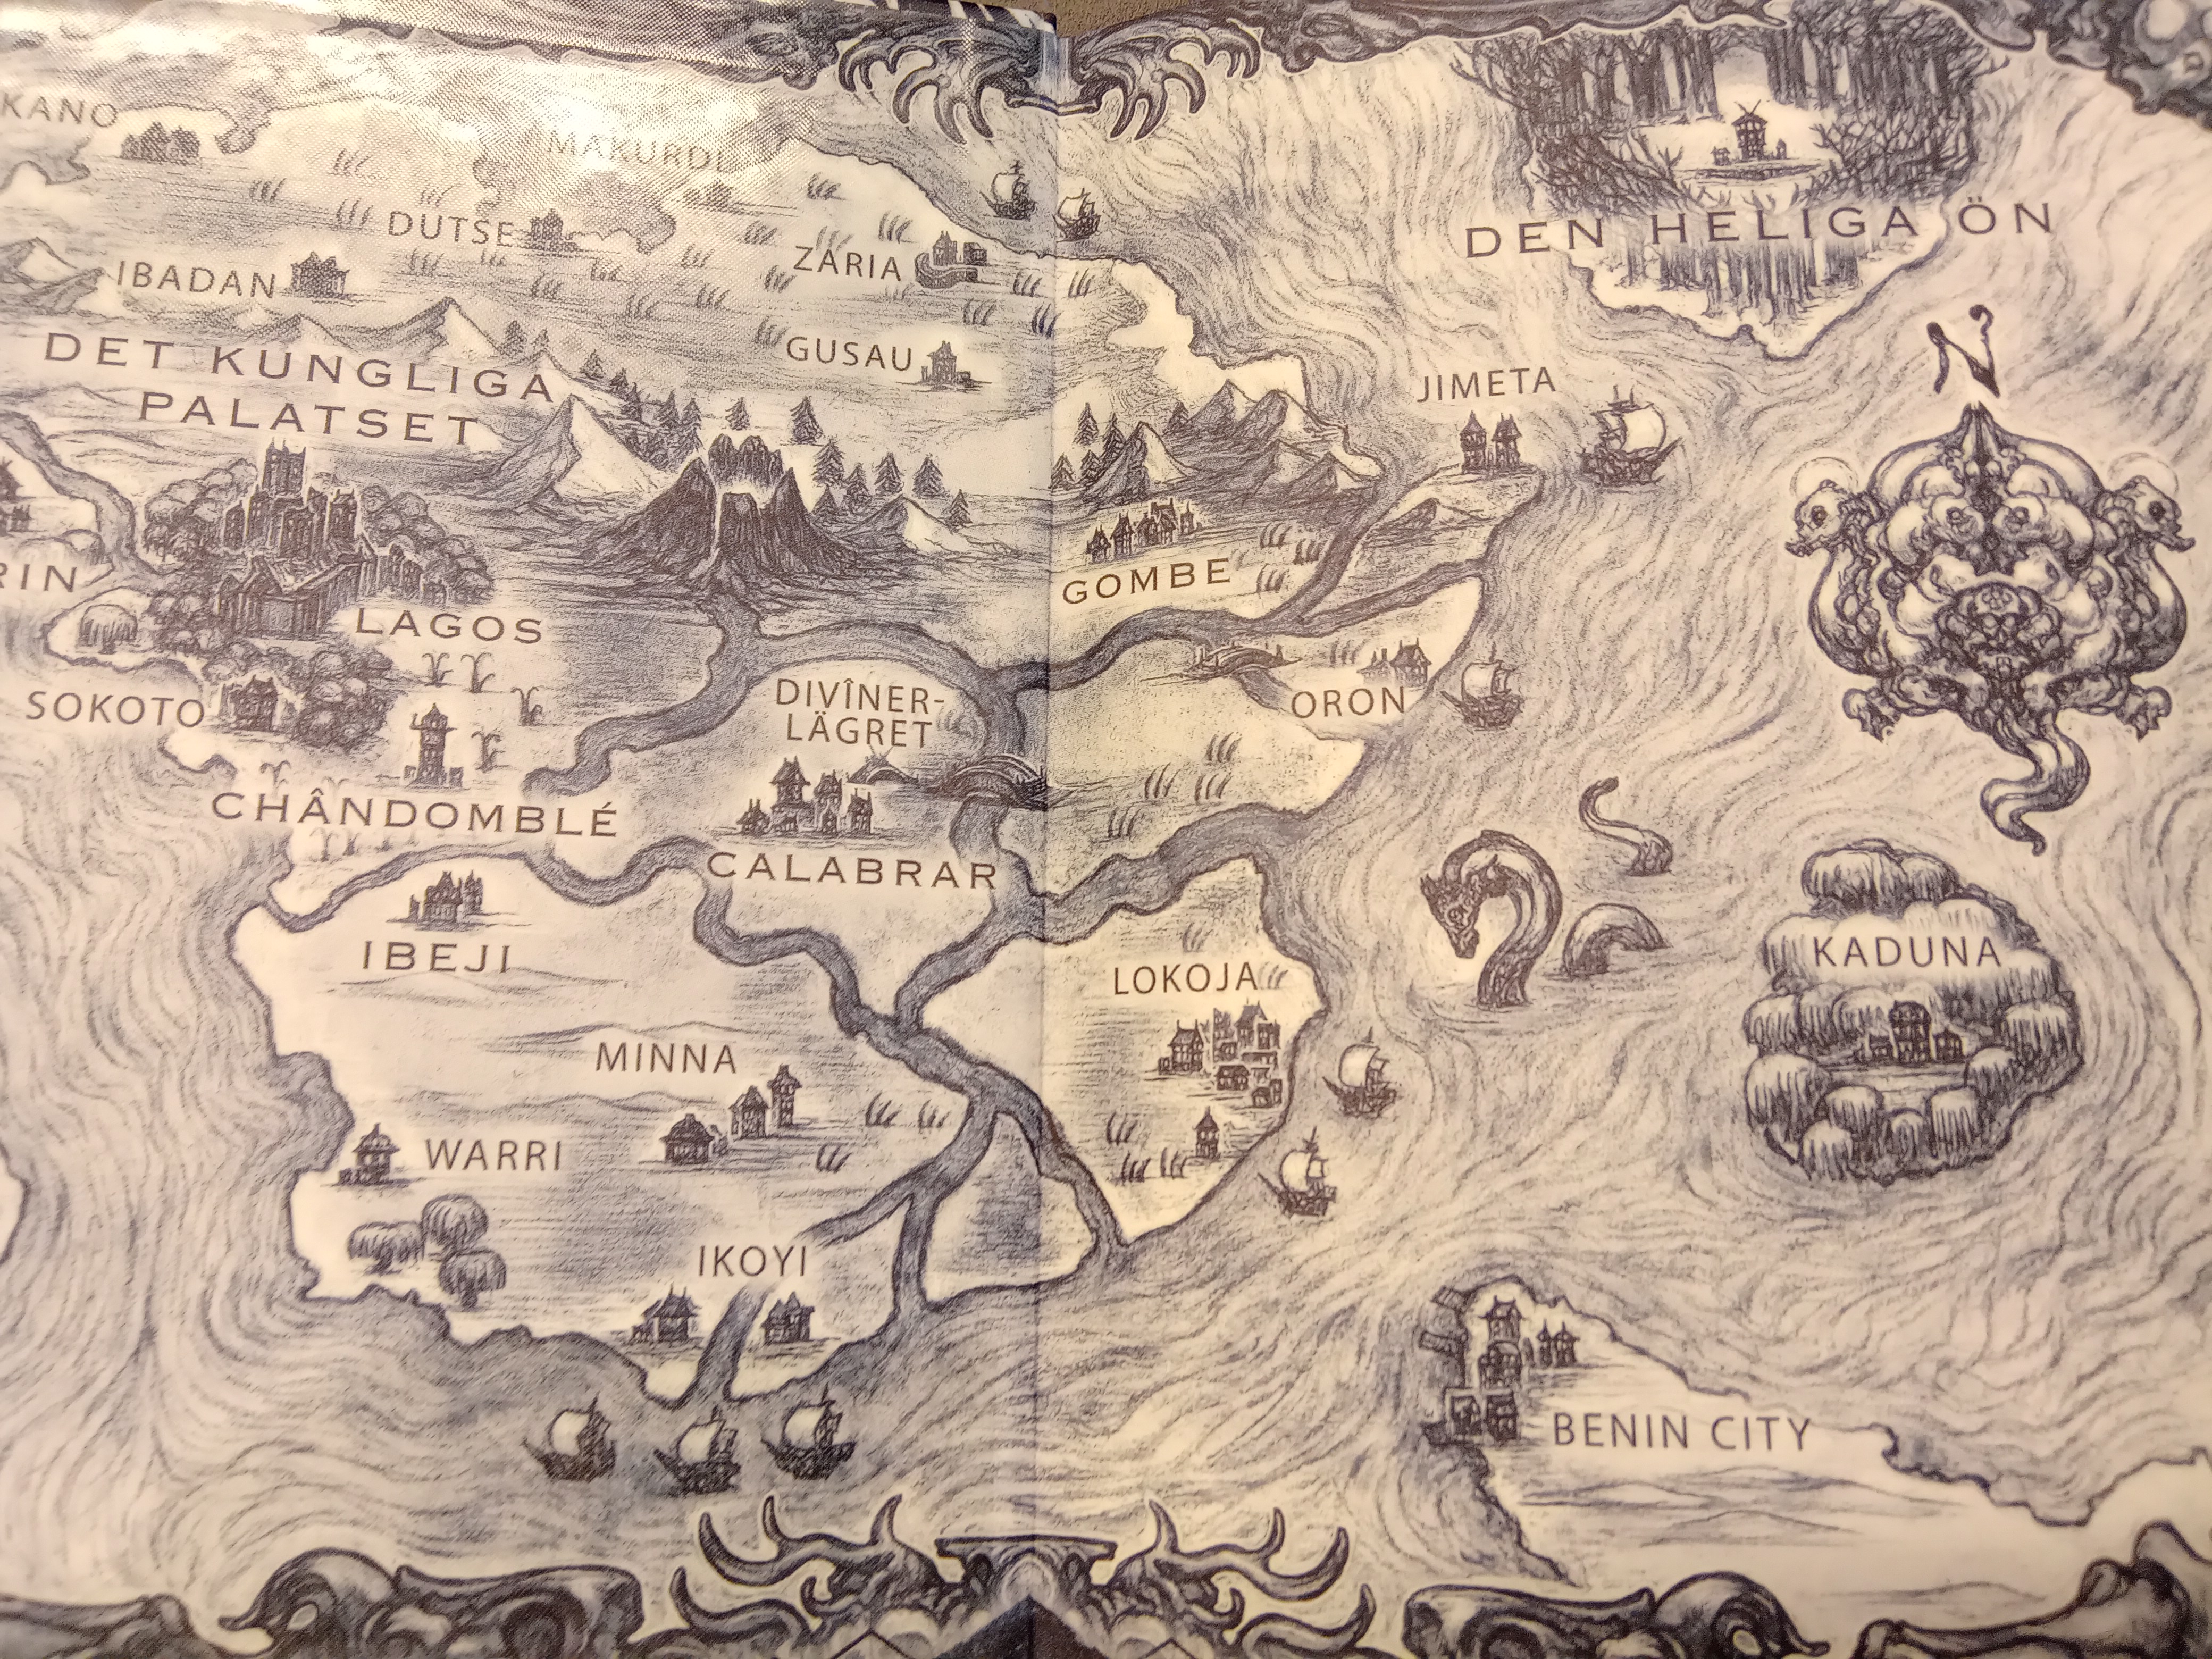 KANO
MAKURDI
DUTSE
ZARIA
IBADAN
DEN HELIGA ÖN
N
DET KUNGLIGA
PALATSET
GUSAU
JIMETA
RIN
GOMBE
LAGOS
SOKOTO
DIVÎNER-
LÄGRET
ORON
CHÂNDOMBLÉ
CALABRAR
IBEJI
LOKOJA
KADUNA
MINNA
WARRI
IKOYI
BENIN CITY